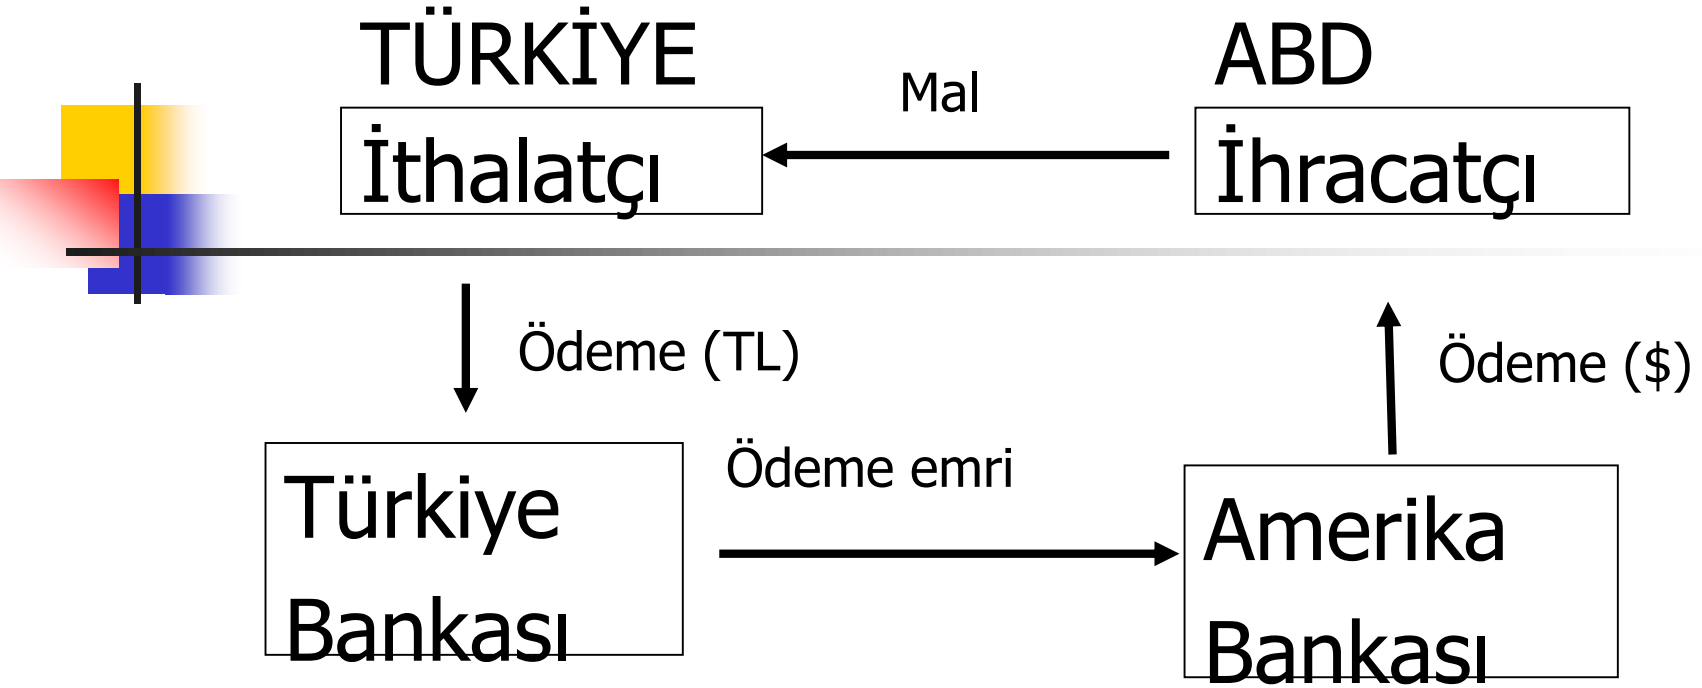 TÜRKİYE
ABD
Mal
İthalatçı
İhracatçı
Ödeme (TL)
Ödeme ($)
Ödeme emri
Türkiye
Bankası
Amerika
Bankası